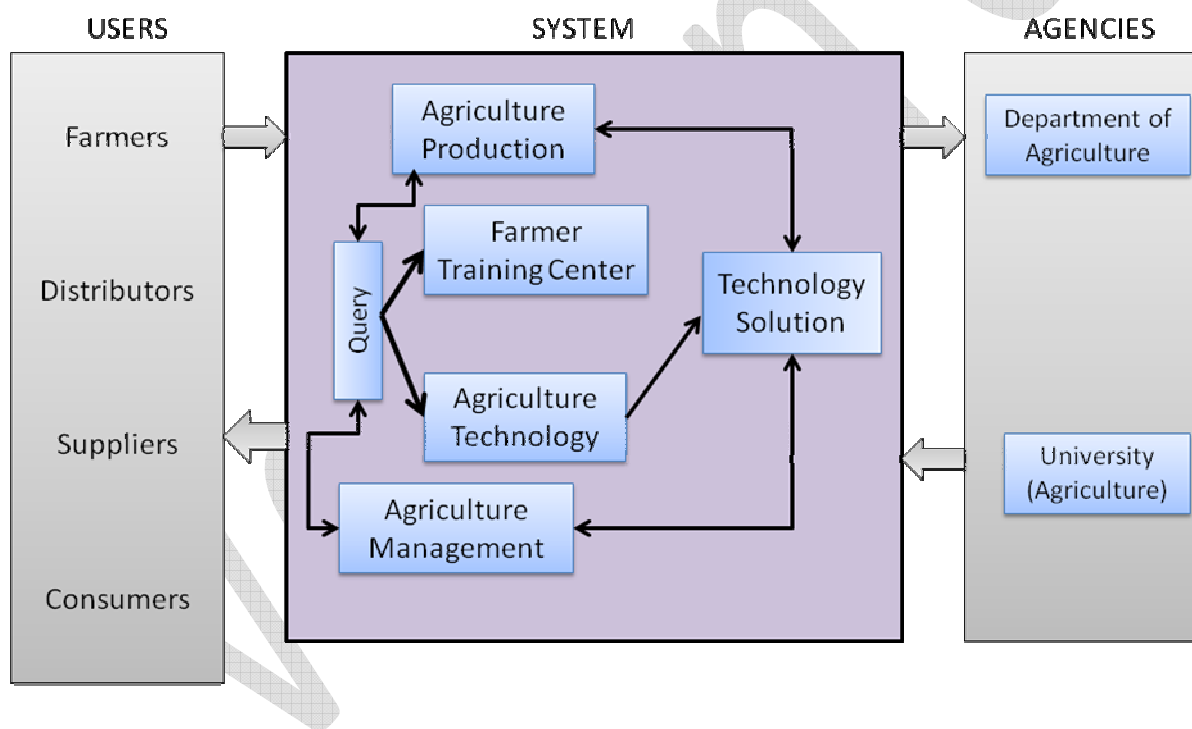 USERS
SYSTEM
AGENCIES
Farmers
Distributors
Suppliers
Consumers
Agriculture
Production
Farmer
Training Center
Query
Agriculture
Technology
Agriculture
Management
Technology
Solution
Department of
Agriculture
University
(Agriculture)